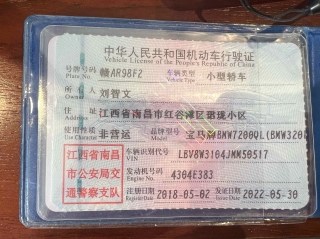 中华人民共和国机动车行驶证
Vehicle License of the People's Republic of China
号牌号码 赣AR98F2 车辆类型 小型轿车
Plate No. Vehicle Type
所有人 刘智文
Owner
住址 江西省南昌市红谷滩区珺珑小区
Address
使用性质 非营运 品牌型号 宝马牌BMW7200QL(BMW320
Use Character Model
江西省南昌市公安局交通警察支队
车辆识别代号 LBV8W3104JMM50517
VIN
发动机号码 4304E383
Engine No.
注册日期 2018-05-02 发证日期 2022-05-30
Register Date Issue Date